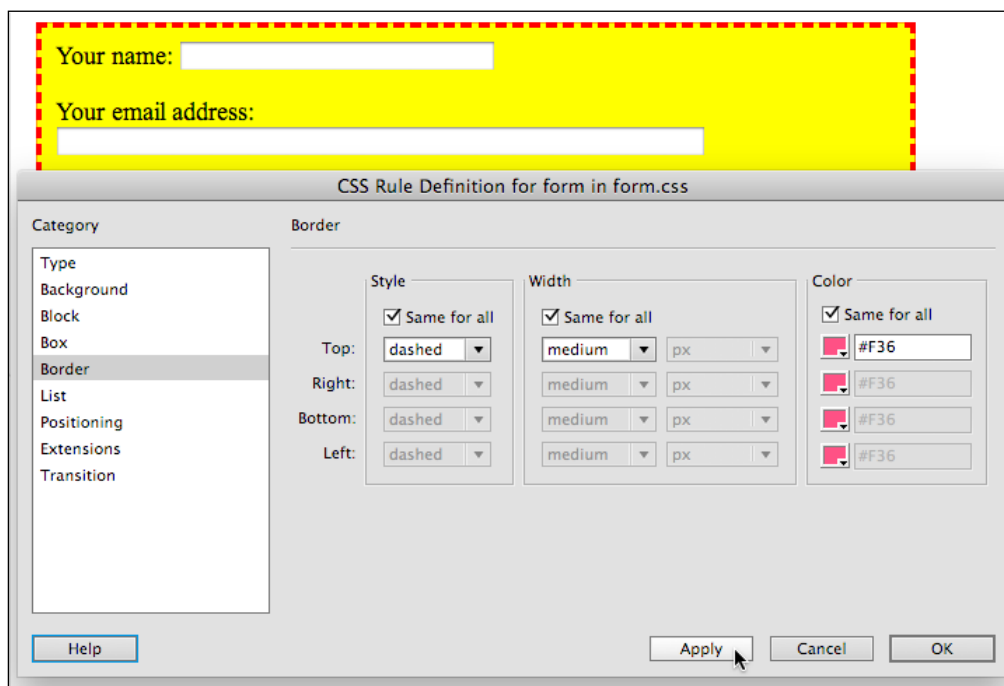 Your name:
Your email address:
CSS Rule Definition for form in form.css
Category
Border
Type
Background
Block
Box
Border
List
Positioning
Extensions
Transition
Style
Width
Color
Same for all
Same for all
Same for all
Top: dashed medium px #F36
Right: dashed medium px #F36
Bottom: dashed medium px #F36
Left: dashed medium px #F36
Help
Apply
Cancel
OK